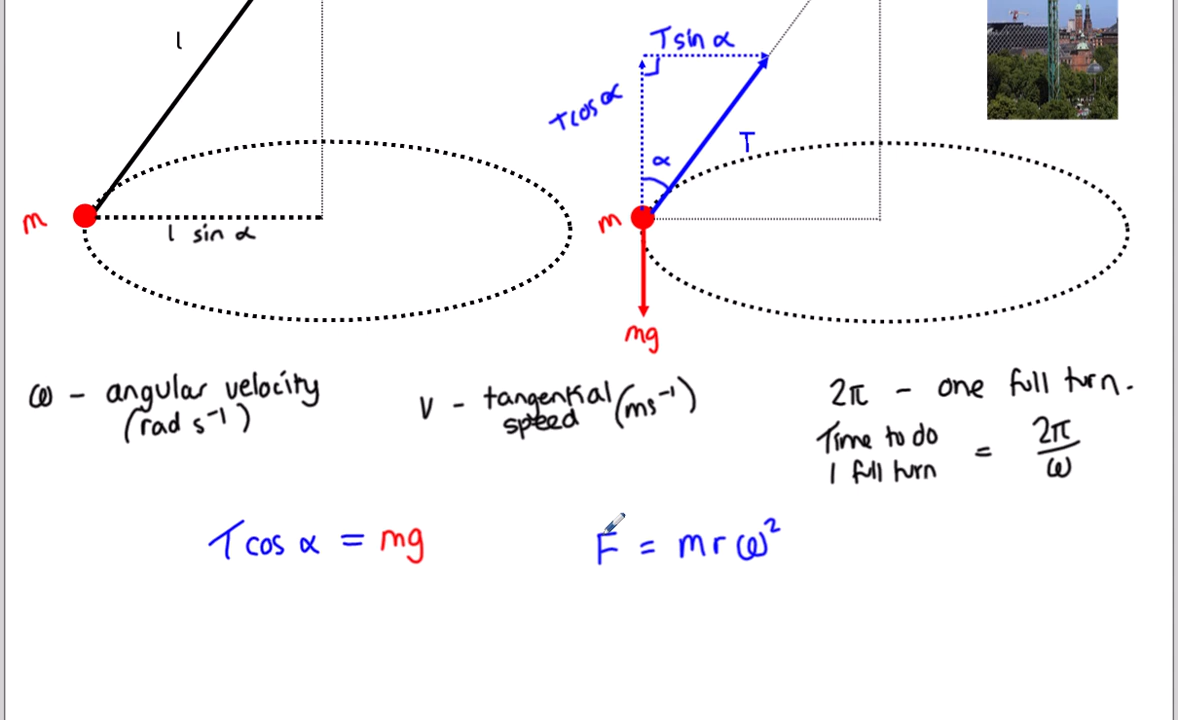 l
T sin α
T cos α
α
T
m
l sin α
m
mg
ω - angular velocity
(rad s⁻¹)
v - tangential
speed (ms⁻¹)
2π - one full turn.
Time to do
1 full turn = 2π/ω
T cos α = mg
F = mrω²